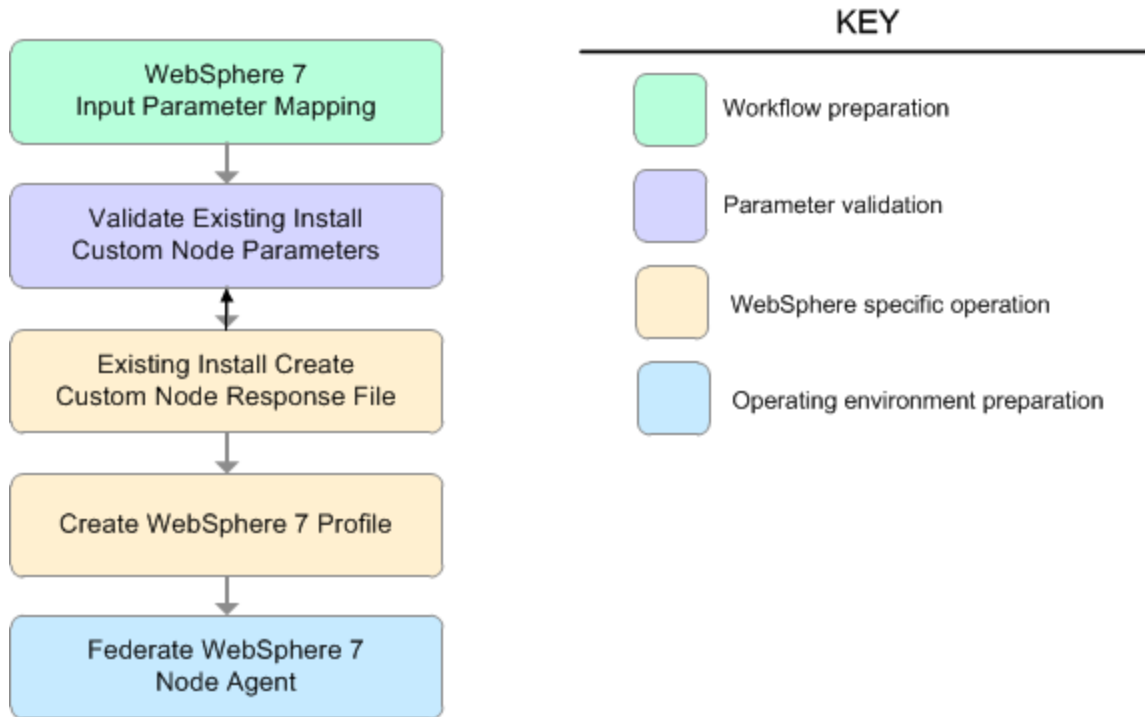 WebSphere 7
Input Parameter Mapping
Validate Existing Install
Custom Node Parameters
Existing Install Create
Custom Node Response File
Create WebSphere 7 Profile
Federate WebSphere 7
Node Agent
KEY
Workflow preparation
Parameter validation
WebSphere specific operation
Operating environment preparation